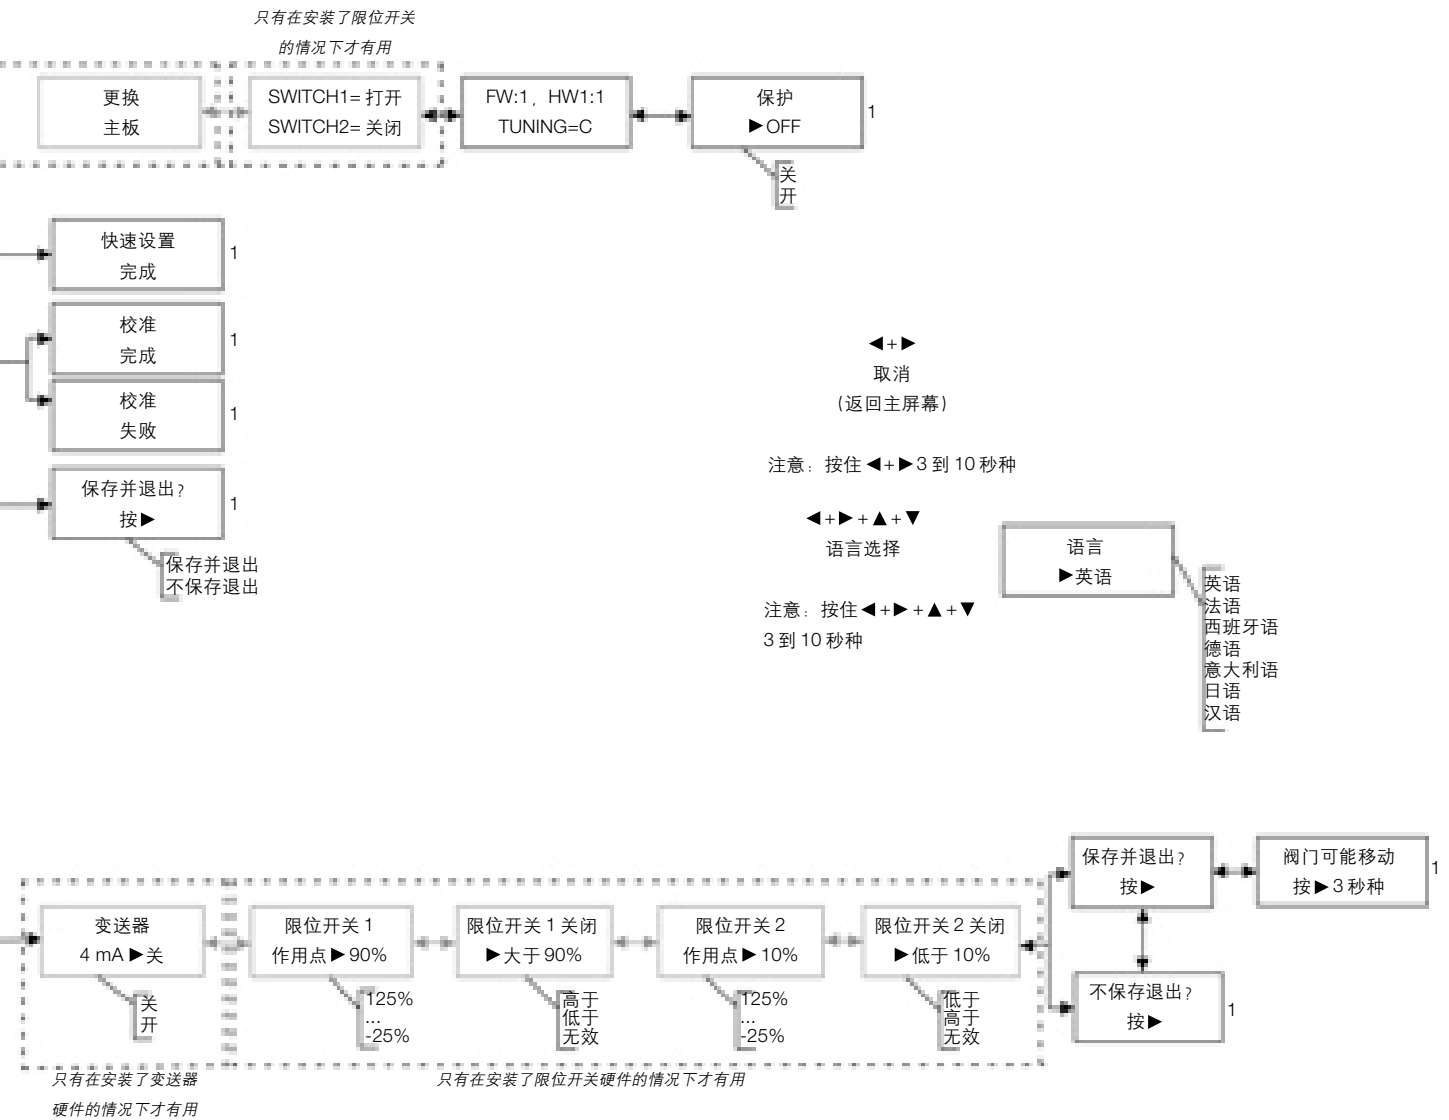 只有在安装了限位开关
的情况下才有用
更换
主板
SWITCH1= 打开
SWITCH2= 关闭
FW:1, HW1:1
TUNING=C
保护
▶OFF
1
关
开
快速设置
完成
1
校准
完成
1
校准
失败
1
保存并退出?
按▶
1
保存并退出
不保存退出
◀+▶
取消
(返回主屏幕)
注意: 按住◀+▶3 到 10 秒种
◀+▶+▲+▼
语言选择
注意: 按住◀+▶+▲+▼
3 到 10 秒种
语言
▶英语
英语
法语
西班牙语
德语
意大利语
日语
汉语
变送器
4 mA ▶关
关
开
只有在安装了变送器
硬件的情况下才有用
限位开关 1
作用点▶90%
125%
...
-25%
限位开关 1 关闭
▶大于 90%
高于
低于
无效
限位开关 2
作用点▶10%
125%
...
-25%
限位开关 2 关闭
▶低于 10%
低于
高于
无效
只有在安装了限位开关硬件的情况下才有用
保存并退出?
按▶
阀门可能移动
按▶3 秒种
1
不保存退出?
按▶
1